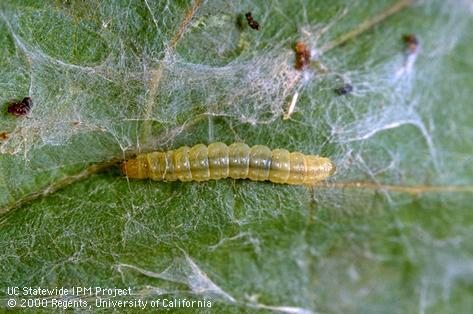 UC Statewide IPM Project
© 2000 Regents, University of California